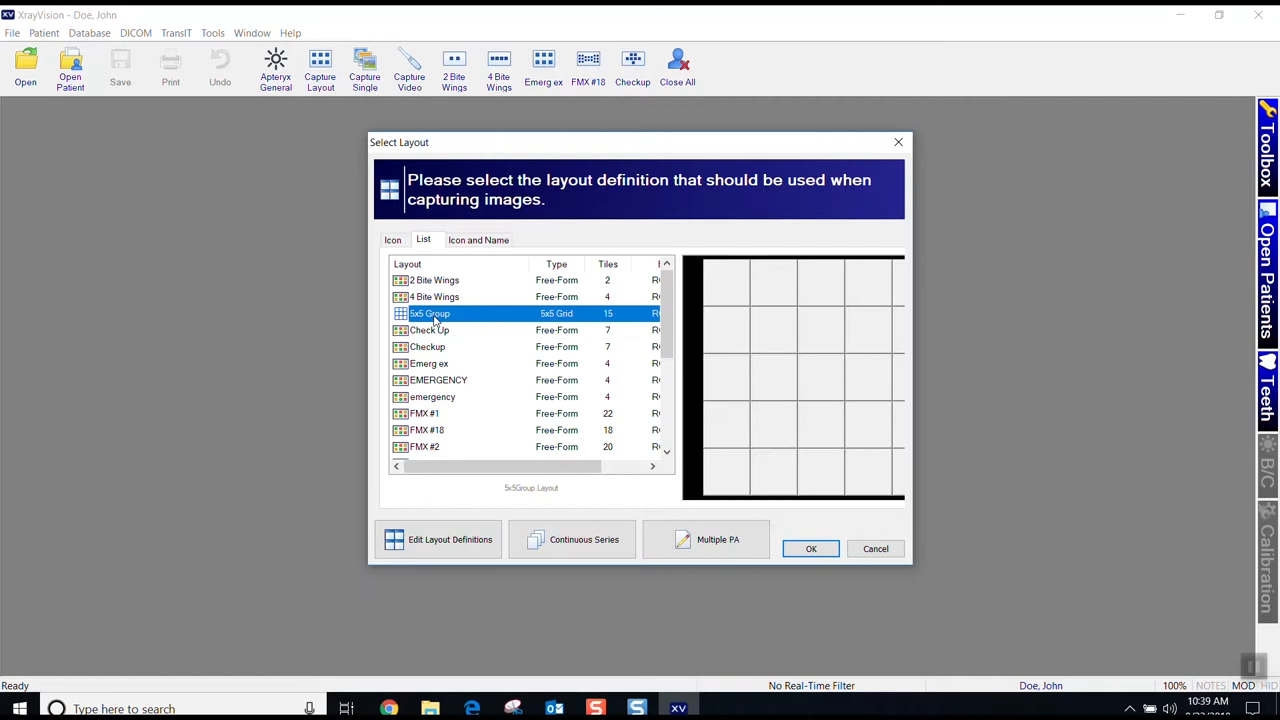 XV XrayVision - Doe, John
File Patient Database DICOM TransIT Tools Window Help
Open
Open Patient
Save
Print
Undo
Apteryx General
Capture Layout
Capture Single
Capture Video
2 Bite Wings
4 Bite Wings
Emerg ex
FMX #18
Checkup
Close All
Select Layout
Please select the layout definition that should be used when
capturing images.
Icon List Icon and Name
Layout Type Tiles
2 Bite Wings Free-Form 2
4 Bite Wings Free-Form 4
5x5 Group 5x5 Grid 15
Check Up Free-Form 7
Checkup Free-Form 7
Emerg ex Free-Form 4
EMERGENCY Free-Form 4
emergency Free-Form 4
FMX #1 Free-Form 22
FMX #18 Free-Form 18
FMX #2 Free-Form 20
5x5Group.Layout
Edit Layout Definitions Continuous Series Multiple PA OK Cancel
Toolbox
Open Patients
Teeth
B/C
Calibration
Ready No Real-Time Filter Doe, John 100% NOTES MOD HID
Type here to search
XV
10:39 AM